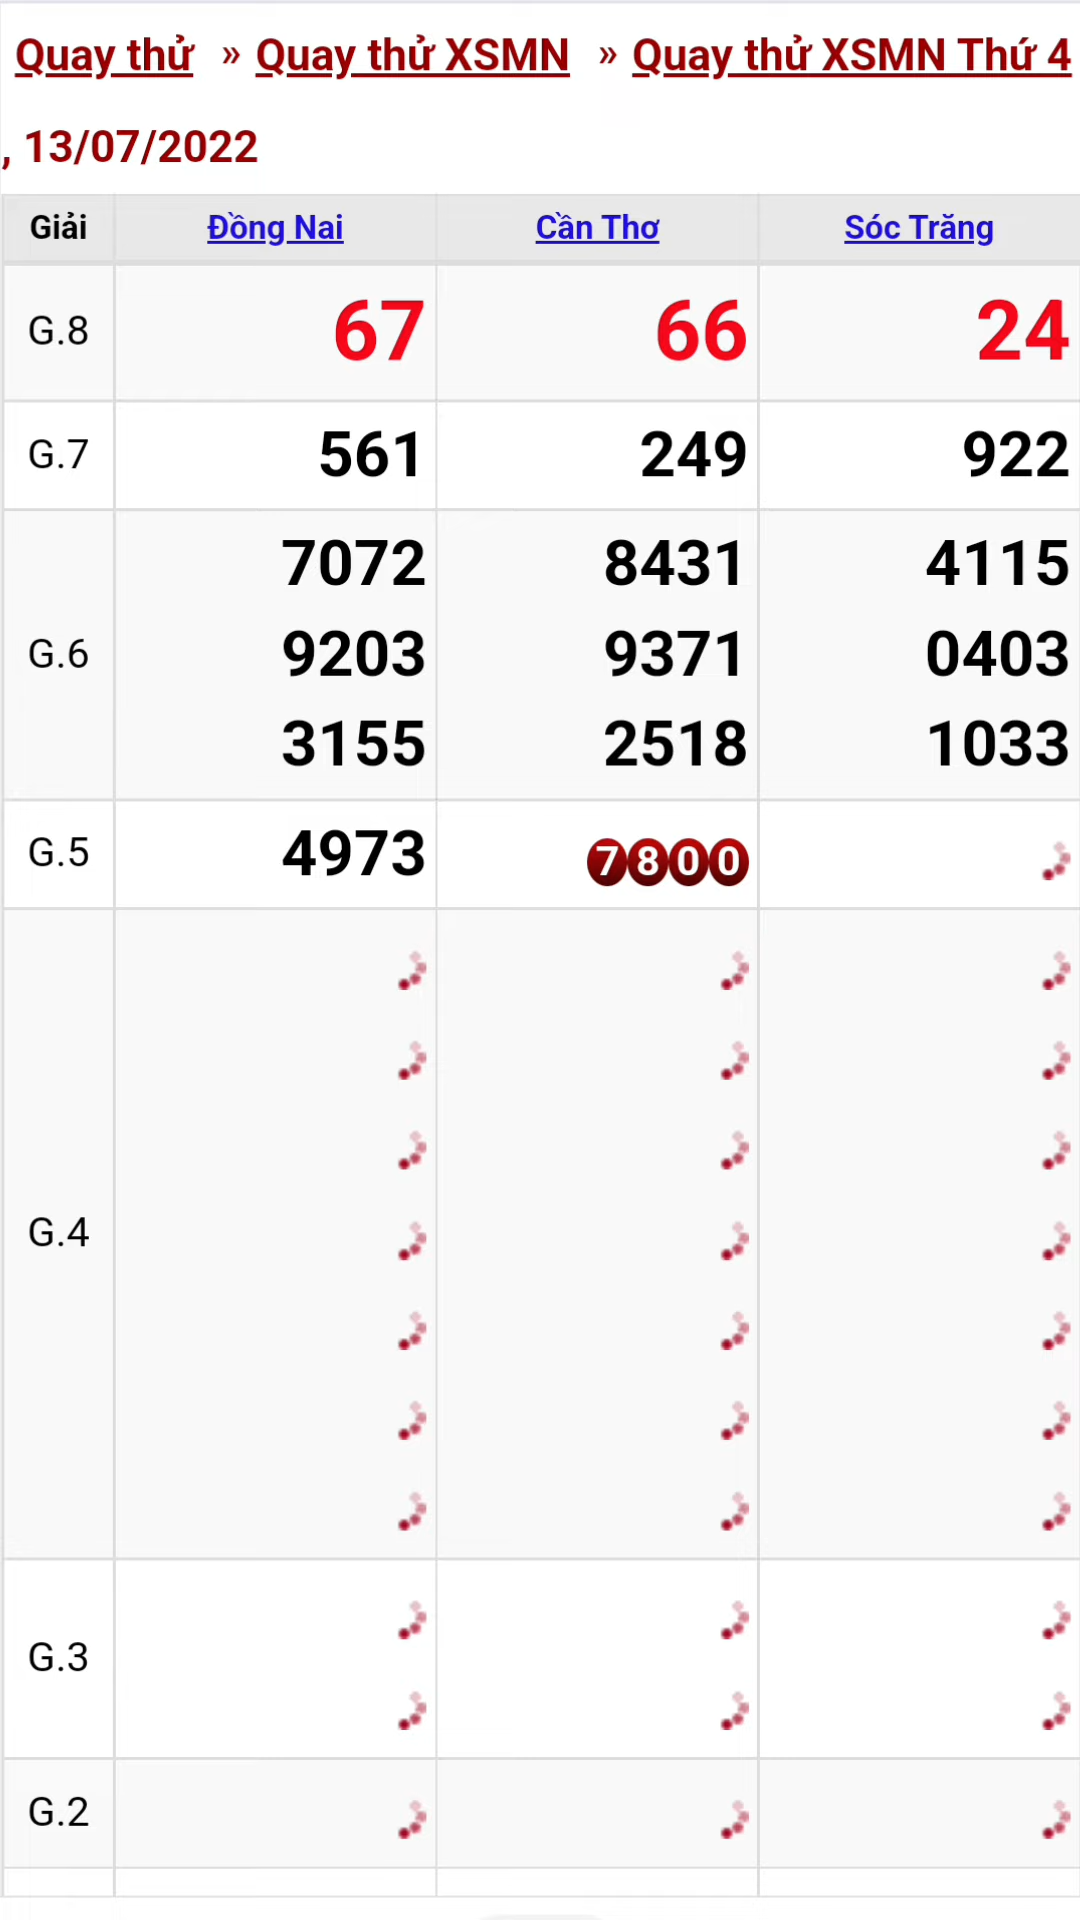 Quay thử » Quay thử XSMN » Quay thử XSMN Thứ 4
, 13/07/2022
Giải Đồng Nai Cần Thơ Sóc Trăng
G.8 67 66 24
G.7 561 249 922
7072 8431 4115
G.6 9203 9371 0403
3155 2518 1033
G.5 4973 7800
G.4
G.3
G.2